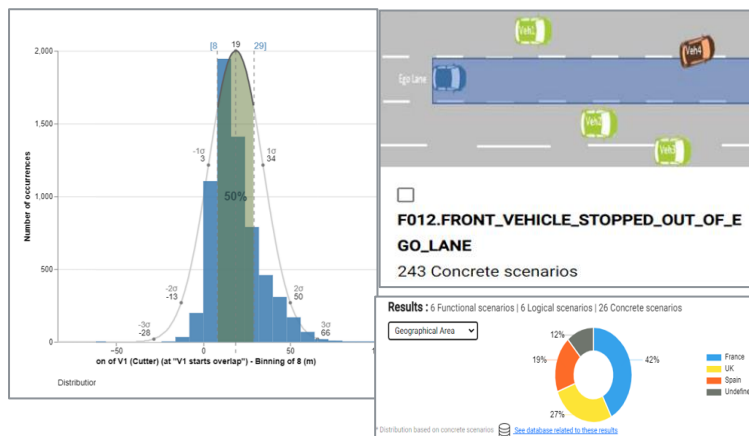 [8 19 29]
2,000
1,500
1,000
500
0
Number of occurrences
-1σ
3
1σ
34
50%
-2σ
-13
2σ
50
-3σ
-28
3σ
66
-50
0
50
on of V1 (Cutter) (at "V1 starts overlap") - Binning of 8 (m)
Distribution
Veh1
Veh4
Ego Lane
Veh2
Veh3
F012.FRONT_VEHICLE_STOPPED_OUT_OF_E
GO_LANE
243 Concrete scenarios
Results : 6 Functional scenarios | 6 Logical scenarios | 26 Concrete scenarios
Geographical Area
12%
19%
42%
27%
France
UK
Spain
Undefine
* Distribution based on concrete scenarios
See database related to these results